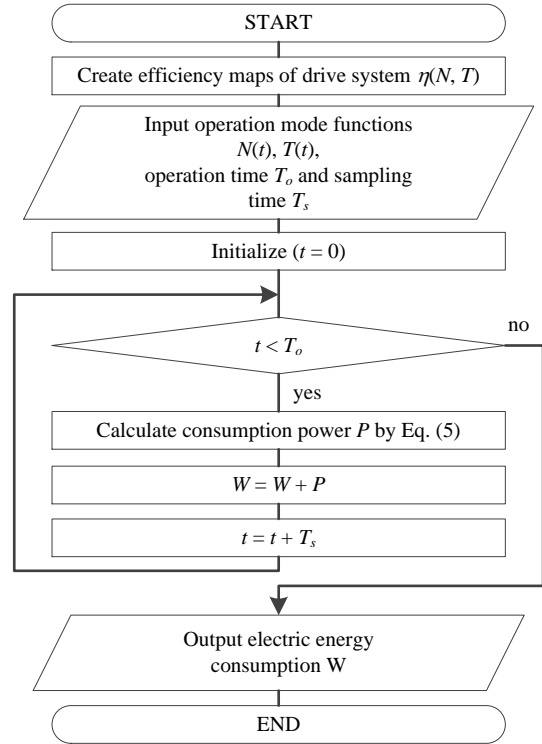 START
Create efficiency maps of drive system η(N, T)
Input operation mode functions
N(t), T(t),
operation time Tₒ and sampling
time Tₛ
Initialize (t = 0)
t < Tₒ
no
yes
Calculate consumption power P by Eq. (5)
W = W + P
t = t + Tₛ
Output electric energy
consumption W
END